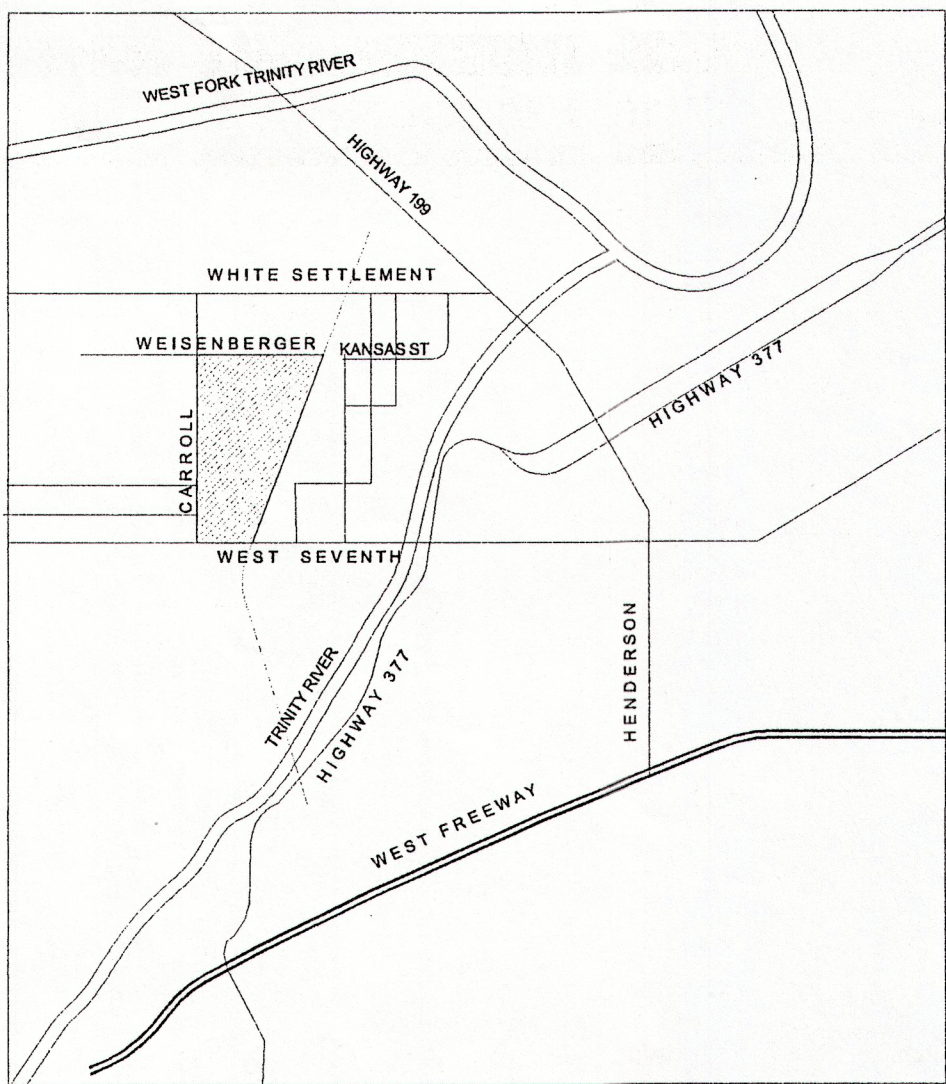 WEST FORK TRINITY RIVER
HIGHWAY 199
WHITE SETTLEMENT
WEISENBERGER
KANSAS ST
HIGHWAY 377
CARROLL
WEST SEVENTH
TRINITY RIVER
HIGHWAY 377
HENDERSON
WEST FREEWAY